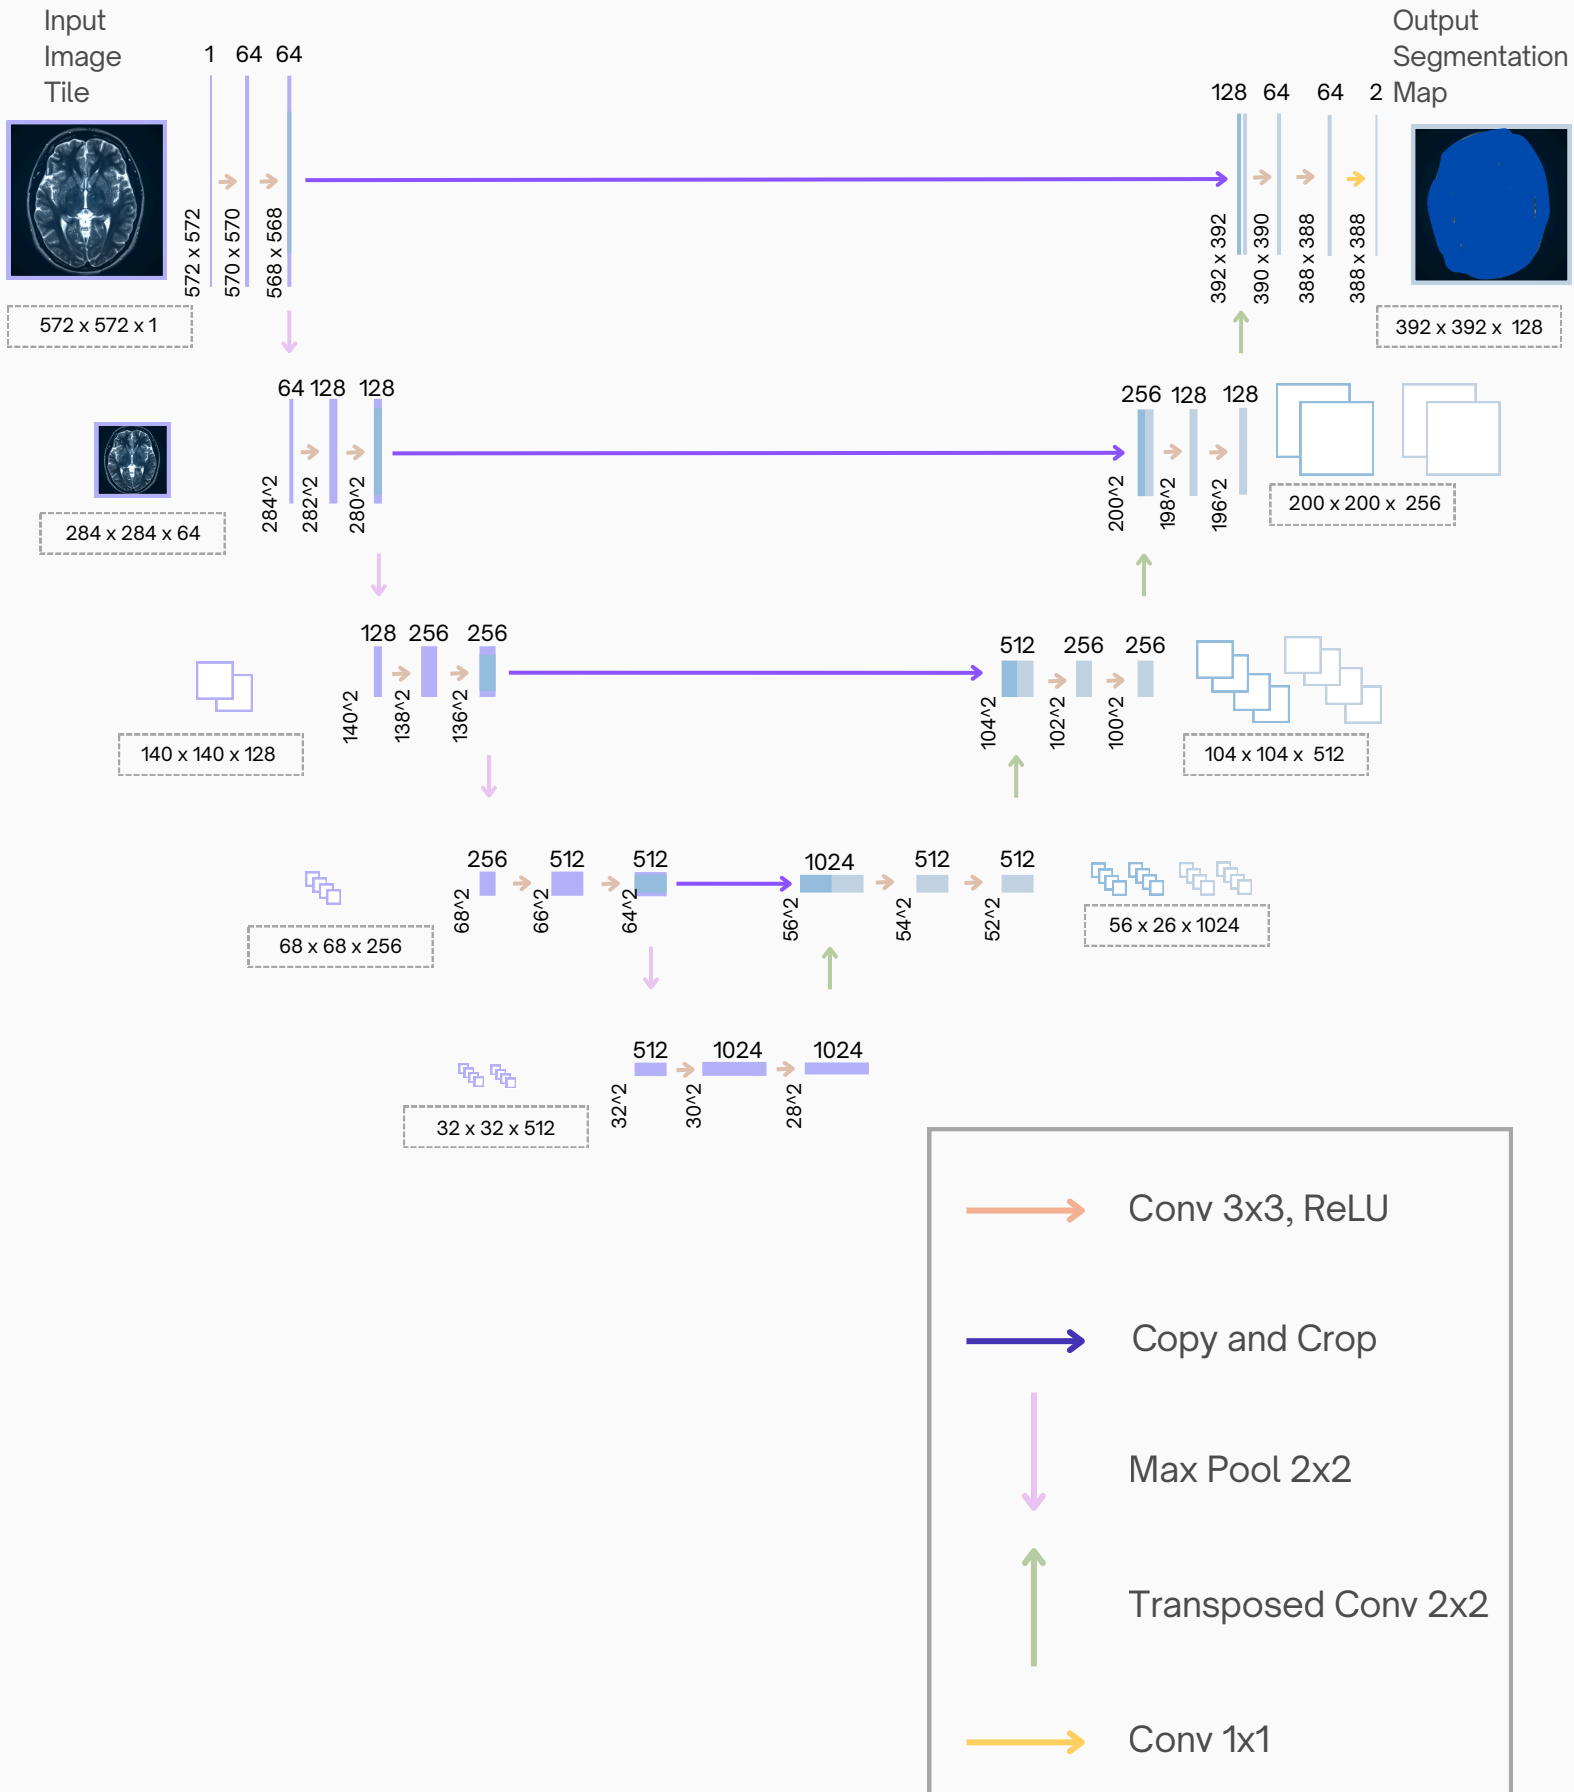 Input
Image
Tile
Output
Segmentation
Map
1 64 64
128 64 64 2
572 x 572
570 x 570
568 x 568
392 x 392
390 x 390
388 x 388
388 x 388
572 x 572 x 1
392 x 392 x 128
64 128 128
256 128 128
284^2
282^2
280^2
200^2
198^2
196^2
284 x 284 x 64
200 x 200 x 256
128 256 256
512 256 256
140^2
138^2
136^2
104^2
102^2
100^2
140 x 140 x 128
104 x 104 x 512
256 512 512
1024 512 512
68^2
66^2
64^2
56^2
54^2
52^2
68 x 68 x 256
56 x 26 x 1024
512 1024 1024
32^2
30^2
28^2
32 x 32 x 512
Conv 3x3, ReLU
Copy and Crop
Max Pool 2x2
Transposed Conv 2x2
Conv 1x1